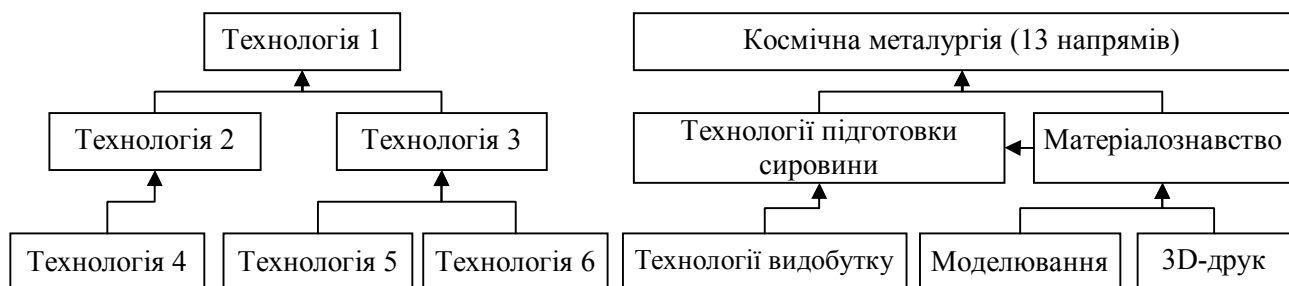 Технологія 1
Технологія 2
Технологія 3
Технологія 4
Технологія 5
Технологія 6
Космічна металургія (13 напрямів)
Технології підготовки
сировини
Матеріалознавство
Технології видобутку
Моделювання
3D-друк